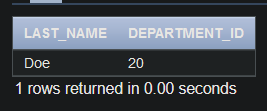 LAST_NAME DEPARTMENT_ID
Doe 20
1 rows returned in 0.00 seconds